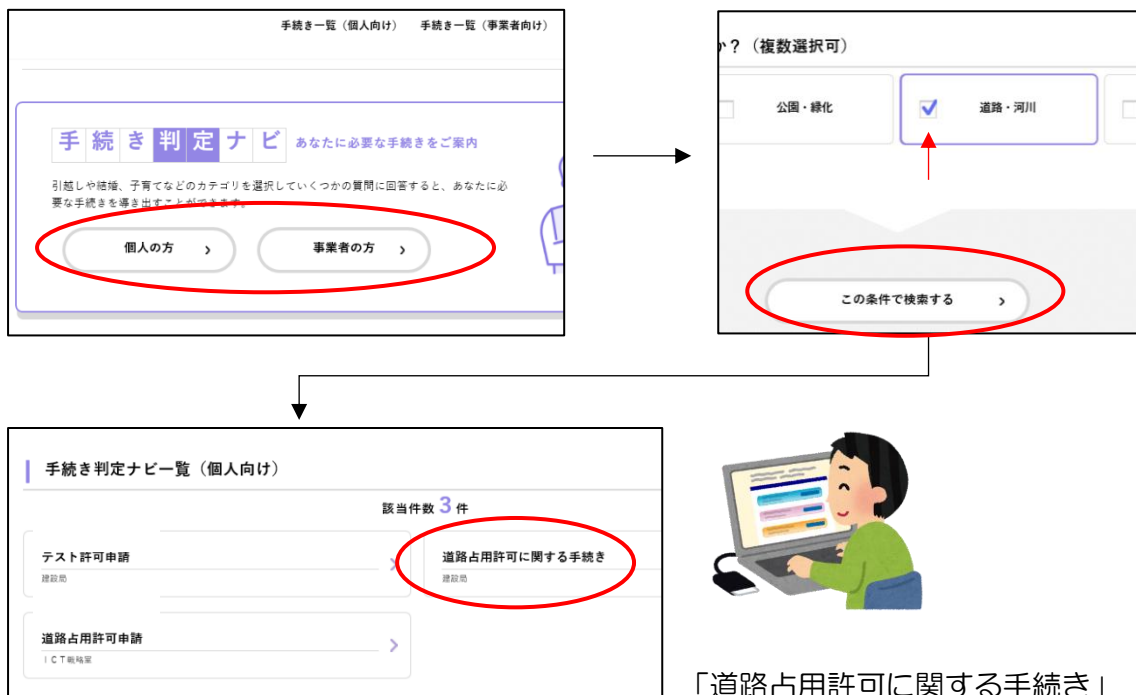 手続き一覧（個人向け） 手続き一覧（事業者向け）
手続き判定ナビ あなたに必要な手続きをご案内
引越しや結婚、子育てなどのカテゴリを選択していくつかの質問に回答すると、あなたに必
要な手続きを導き出すことができます。
個人の方 ›
事業者の方 ›
か？（複数選択可）
公園・緑化
道路・河川
この条件で検索する ›
手続き判定ナビ一覧（個人向け）
該当件数 3 件
テスト許可申請
建設局
道路占用許可に関する手続き
建設局
道路占用許可申請
ＩＣＴ戦略室
「道路占用許可に関する手続き」